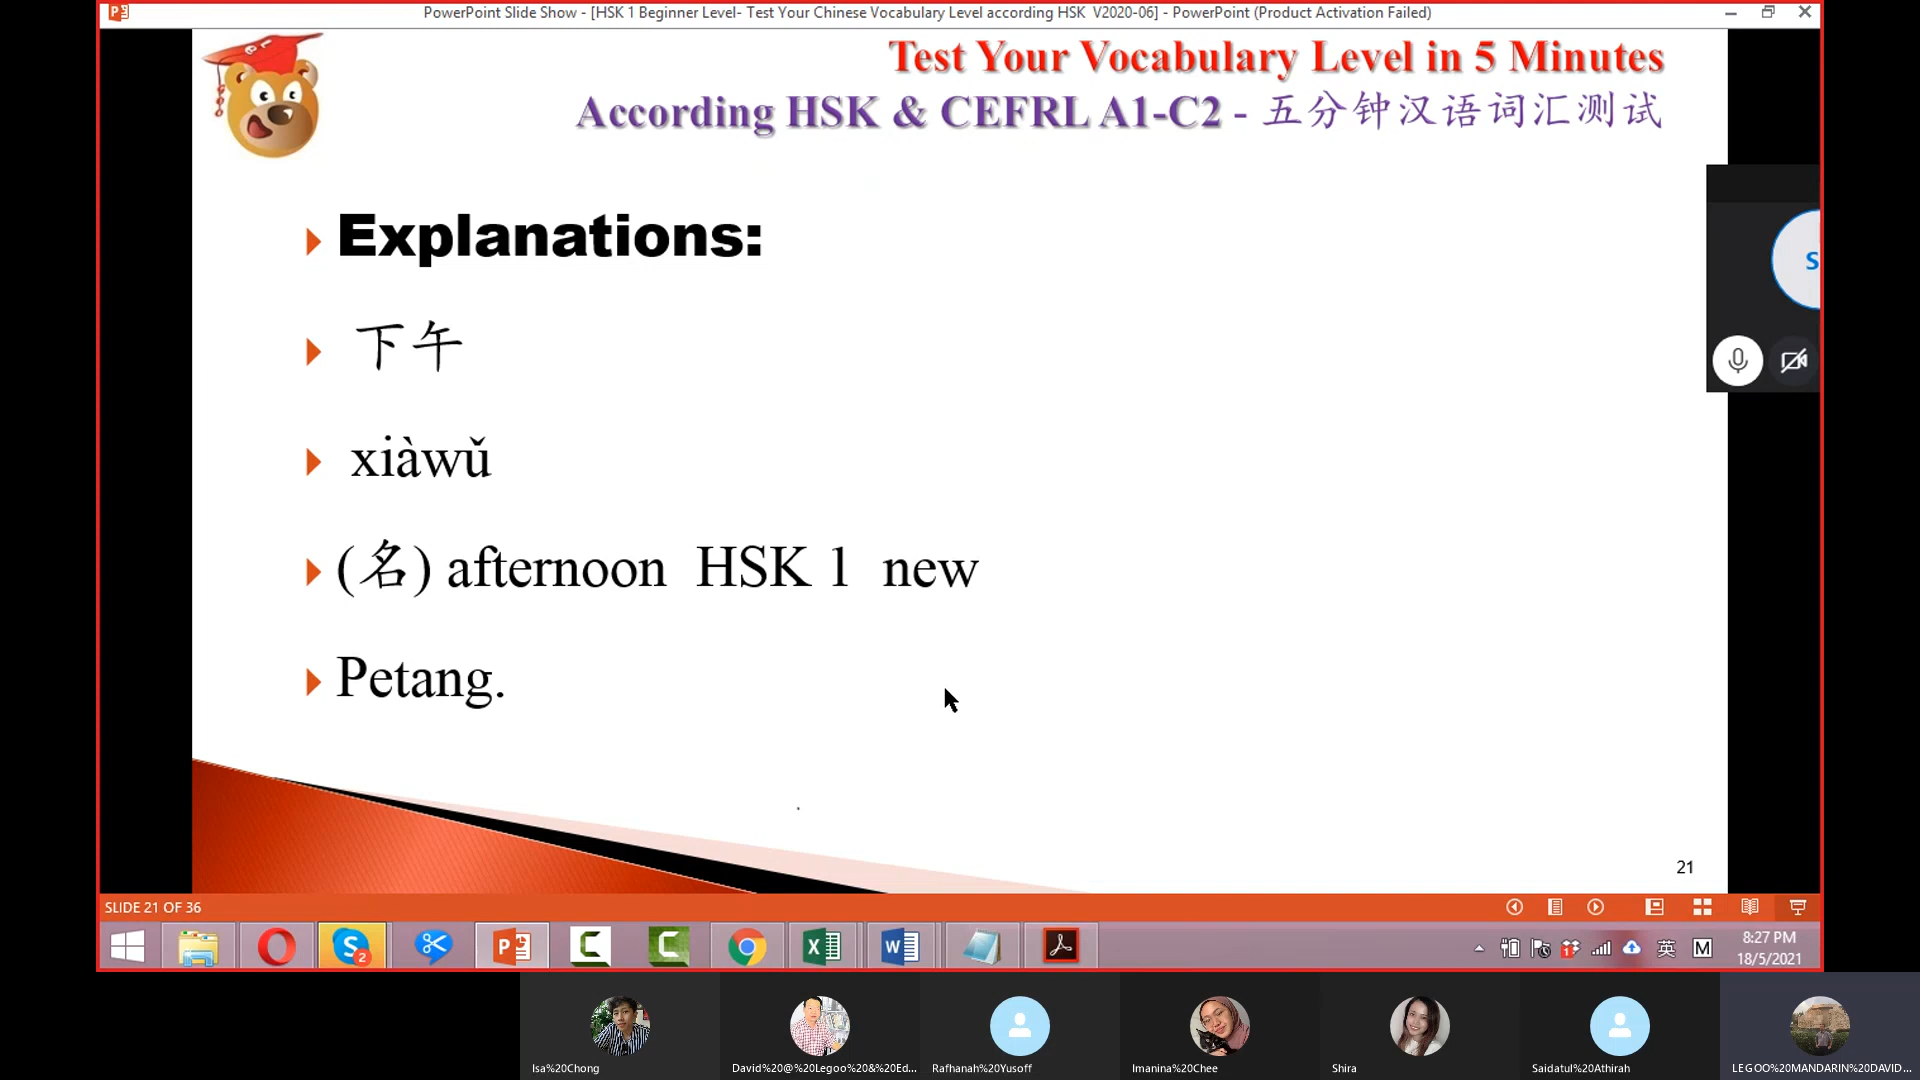 PowerPoint Slide Show - [HSK 1 Beginner Level- Test Your Chinese Vocabulary Level according HSK V2020-06] - PowerPoint (Product Activation Failed)
Test Your Vocabulary Level in 5 Minutes
According HSK & CEFRL A1-C2 - 五分钟汉语词汇测试
Explanations:
下午
xiàwǔ
(名) afternoon HSK 1 new
Petang.
S
21
SLIDE 21 OF 36
2
英
M
8:27 PM
18/5/2021
Isa%20Chong
David%20@%20Legoo%20&%20Ed...
Rafhanah%20Yusoff
Imanina%20Chee
Shira
Saidatul%20Athirah
LEGOO%20MANDARIN%20DAVID...